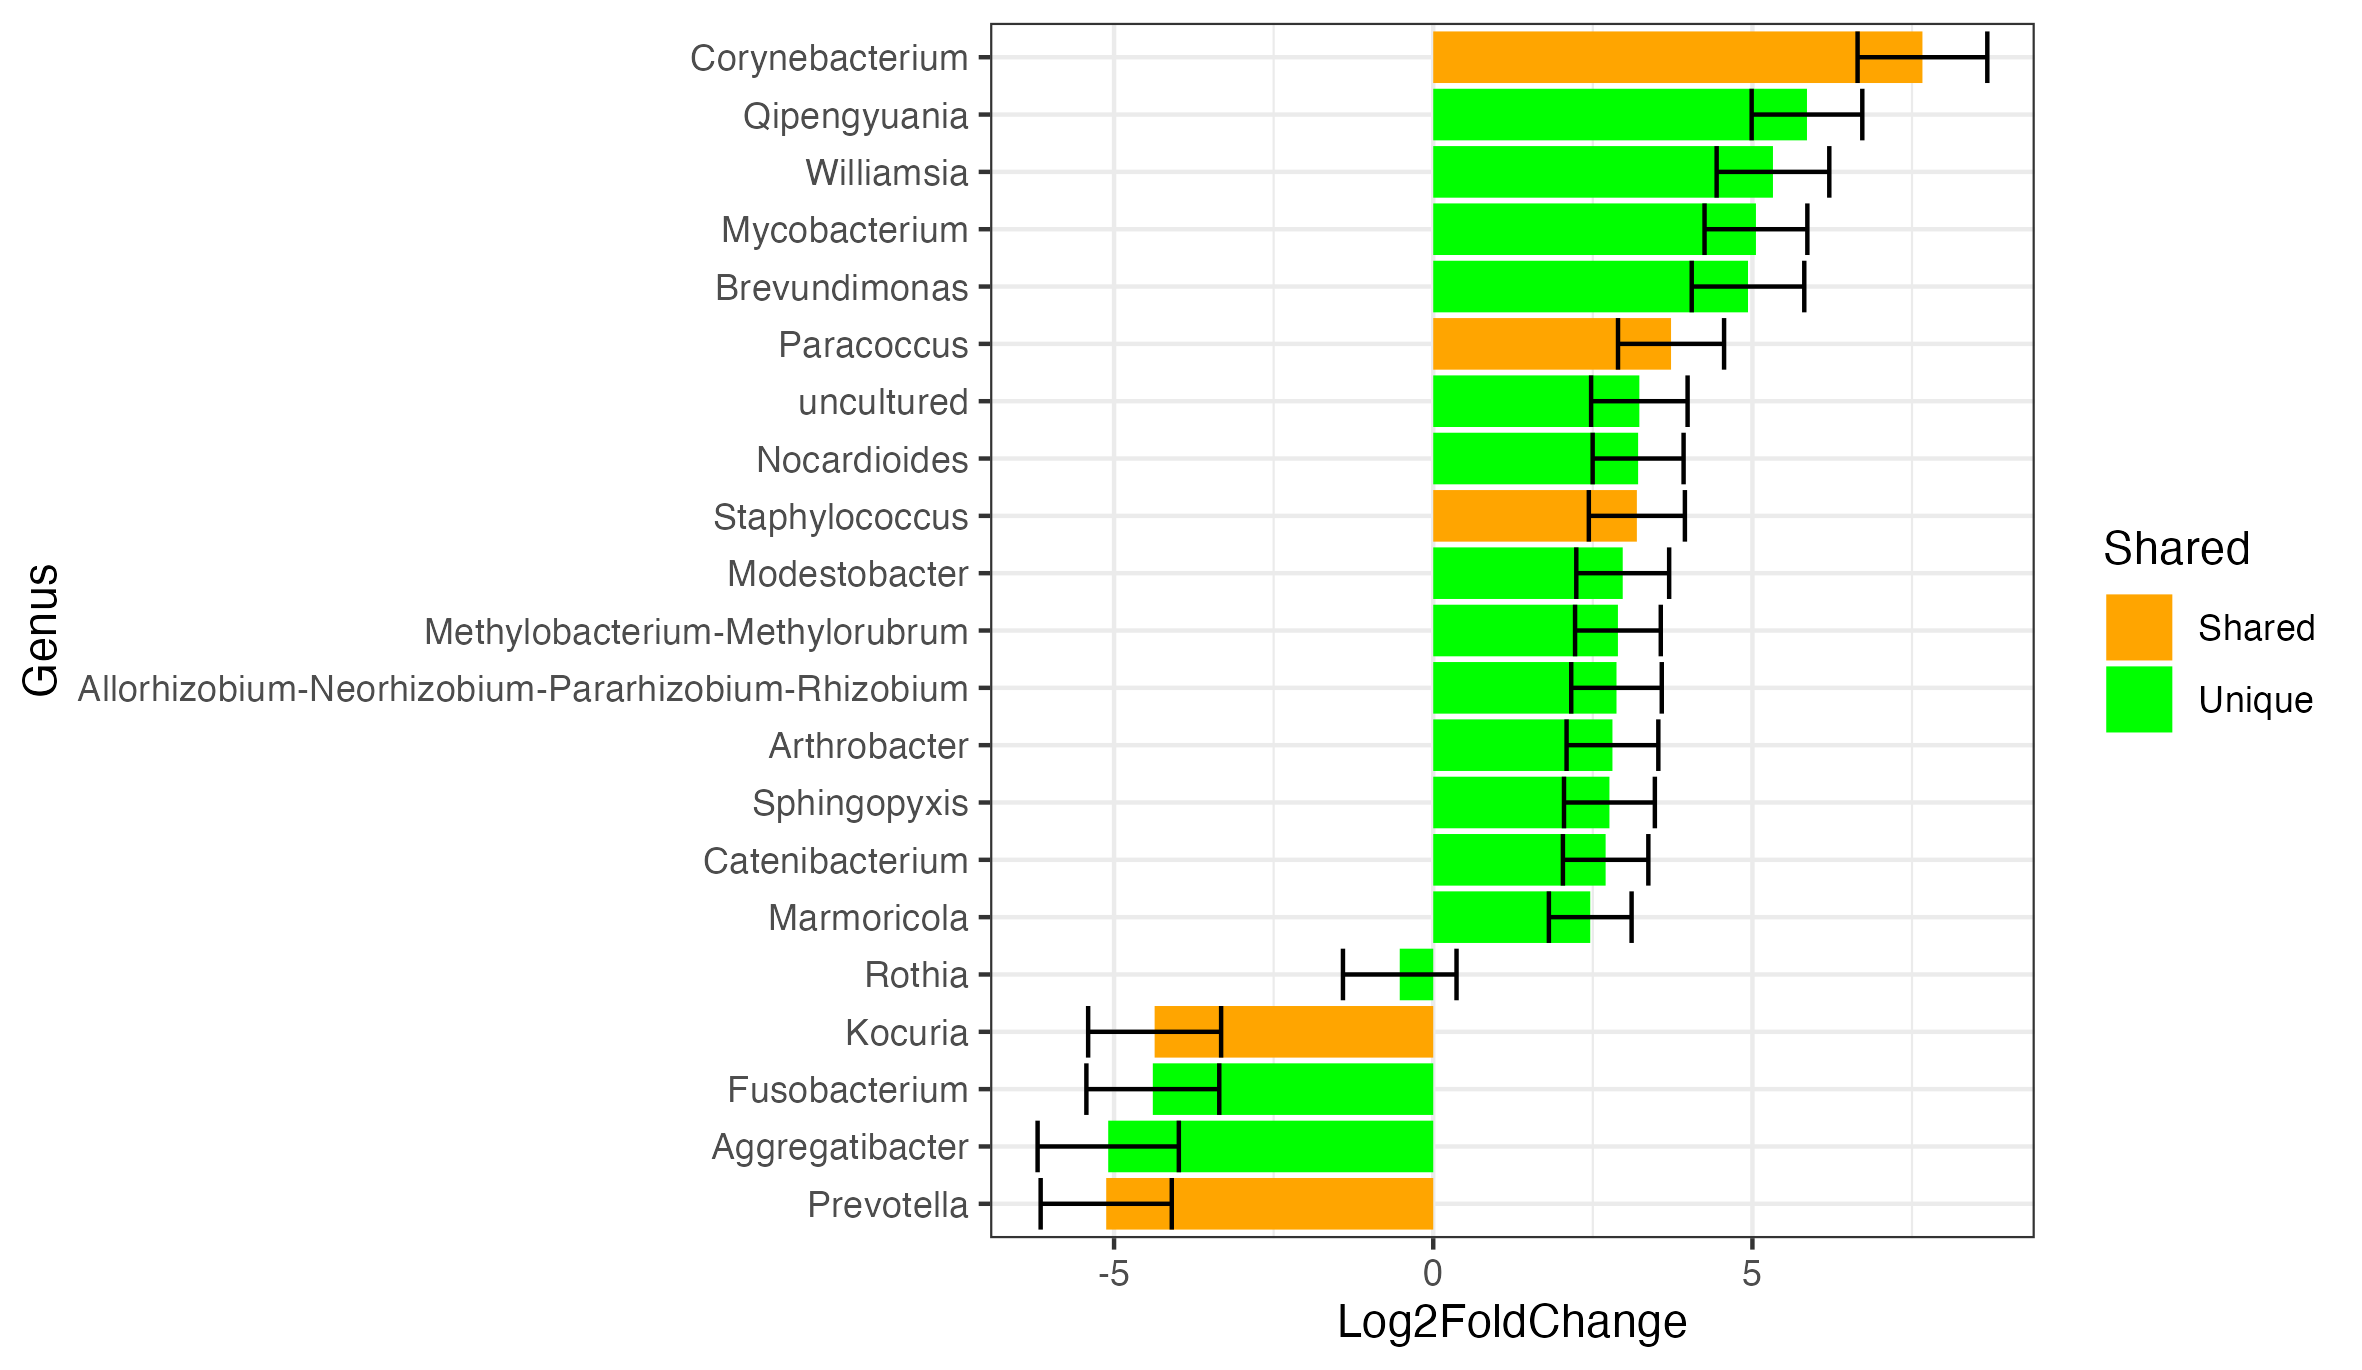 Corynebacterium
Qipengyuania
Williamsia
Mycobacterium
Brevundimonas
Paracoccus
uncultured
Nocardioides
Staphylococcus
Modestobacter
Methylobacterium-Methylorubrum
Allorhizobium-Neorhizobium-Pararhizobium-Rhizobium
Arthrobacter
Sphingopyxis
Catenibacterium
Marmoricola
Rothia
Kocuria
Fusobacterium
Aggregatibacter
Prevotella
Genus
-5 0 5
Log2FoldChange
Shared
Shared
Unique